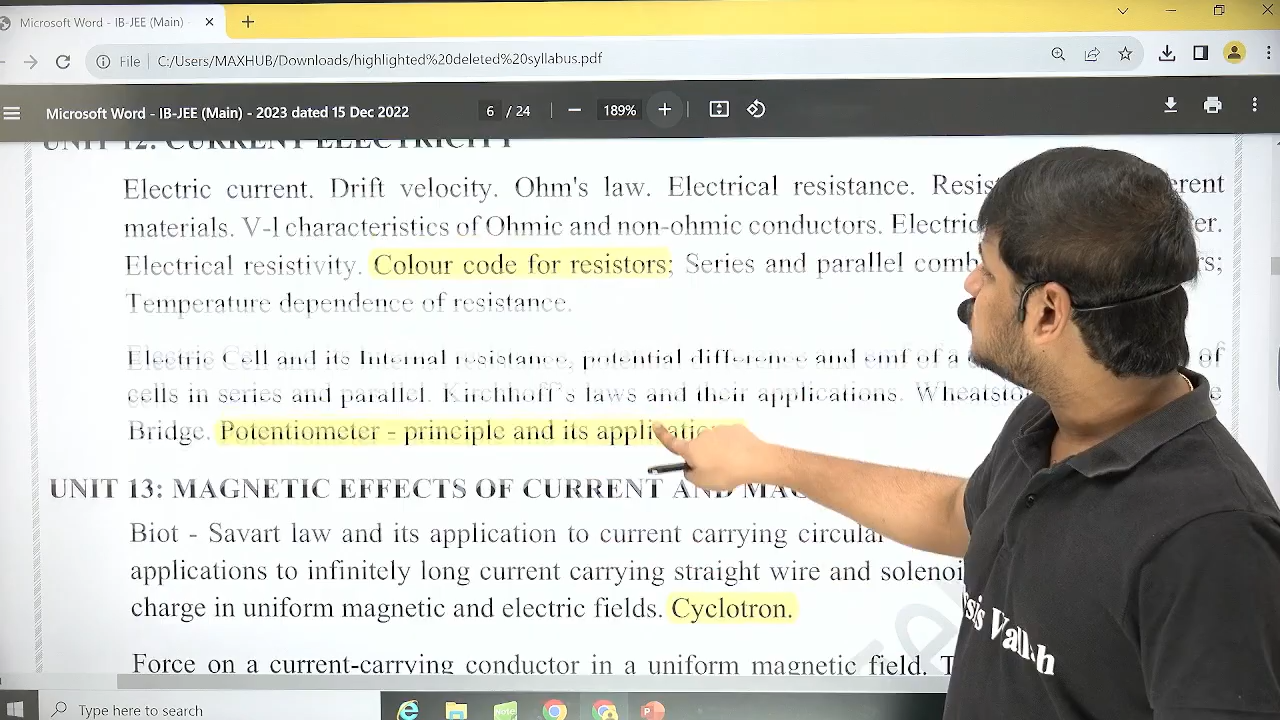 Microsoft Word - IB-JEE (Main) -
File C:/Users/MAXHUB/Downloads/highlighted%20deleted%20syllabus.pdf
Microsoft Word - IB-JEE (Main) - 2023 dated 15 Dec 2022 6 / 24 189%
UNIT 12: CURRENT ELECTRICITY
Electric current. Drift velocity. Ohm's law. Electrical resistance.
materials. V-l characteristics of Ohmic and non-ohmic conductors.
Electrical resistivity. Colour code for resistors; Series and parallel
Temperature dependence of resistance.
Electric Cell and its Internal resistance, potential difference and emf of a of
cells in series and parallel. Kirchhoff's laws and their applications.
Bridge. Potentiometer - principle and its
UNIT 13: MAGNETIC EFFECTS OF CURRENT AND
Biot - Savart law and its application to current carrying circular
applications to infinitely long current carrying straight wire and
charge in uniform magnetic and electric fields. Cyclotron.
Force on a current-carrying conductor in a uniform magnetic field.
Type here to search